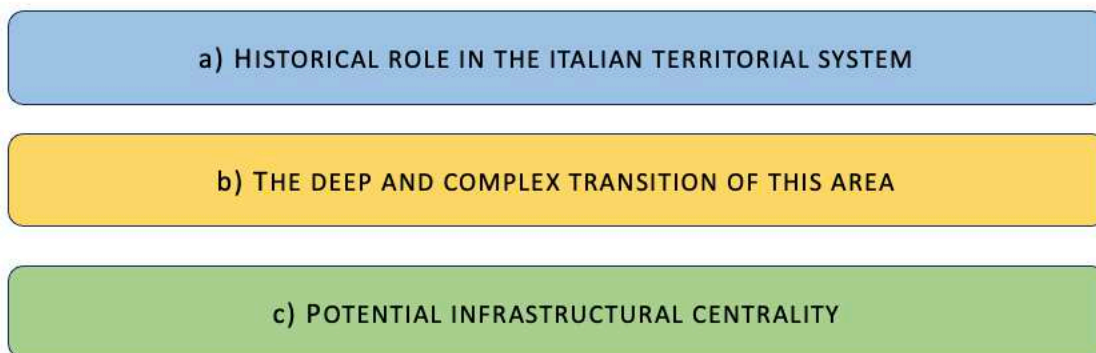 a) HISTORICAL ROLE IN THE ITALIAN TERRITORIAL SYSTEM
b) THE DEEP AND COMPLEX TRANSITION OF THIS AREA
c) POTENTIAL INFRASTRUCTURAL CENTRALITY